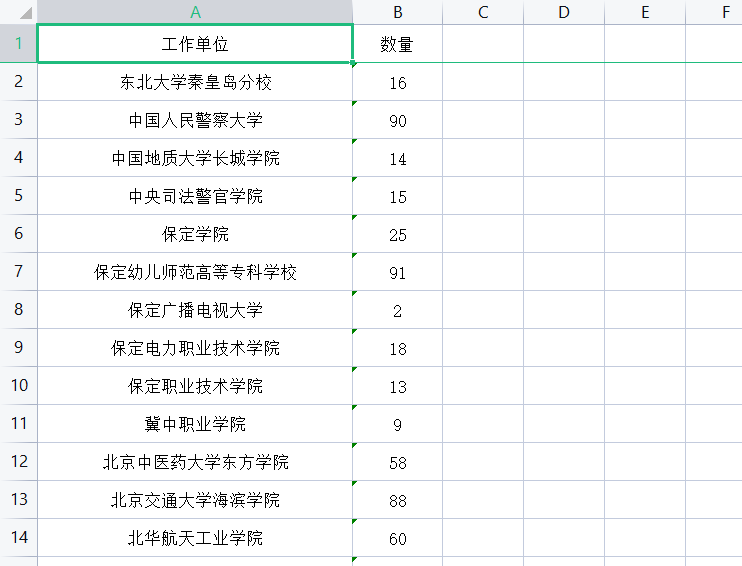 A B C D E F
1 工作单位 数量
2 东北大学秦皇岛分校 16
3 中国人民警察大学 90
4 中国地质大学长城学院 14
5 中央司法警官学院 15
6 保定学院 25
7 保定幼儿师范高等专科学校 91
8 保定广播电视大学 2
9 保定电力职业技术学院 18
10 保定职业技术学院 13
11 冀中职业学院 9
12 北京中医药大学东方学院 58
13 北京交通大学海滨学院 88
14 北华航天工业学院 60